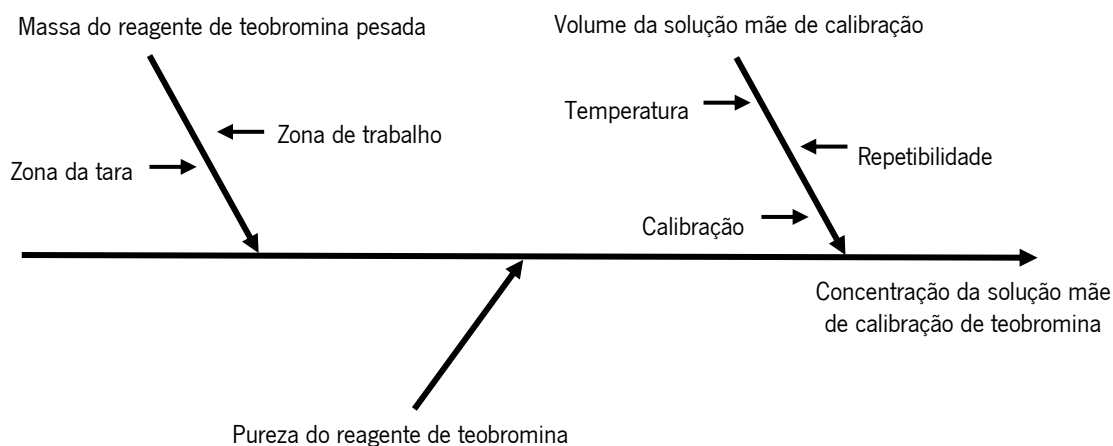 Massa do reagente de teobromina pesada
Volume da solução mãe de calibração
Temperatura
Zona de trabalho
Repetibilidade
Zona da tara
Calibração
Concentração da solução mãe
de calibração de teobromina
Pureza do reagente de teobromina